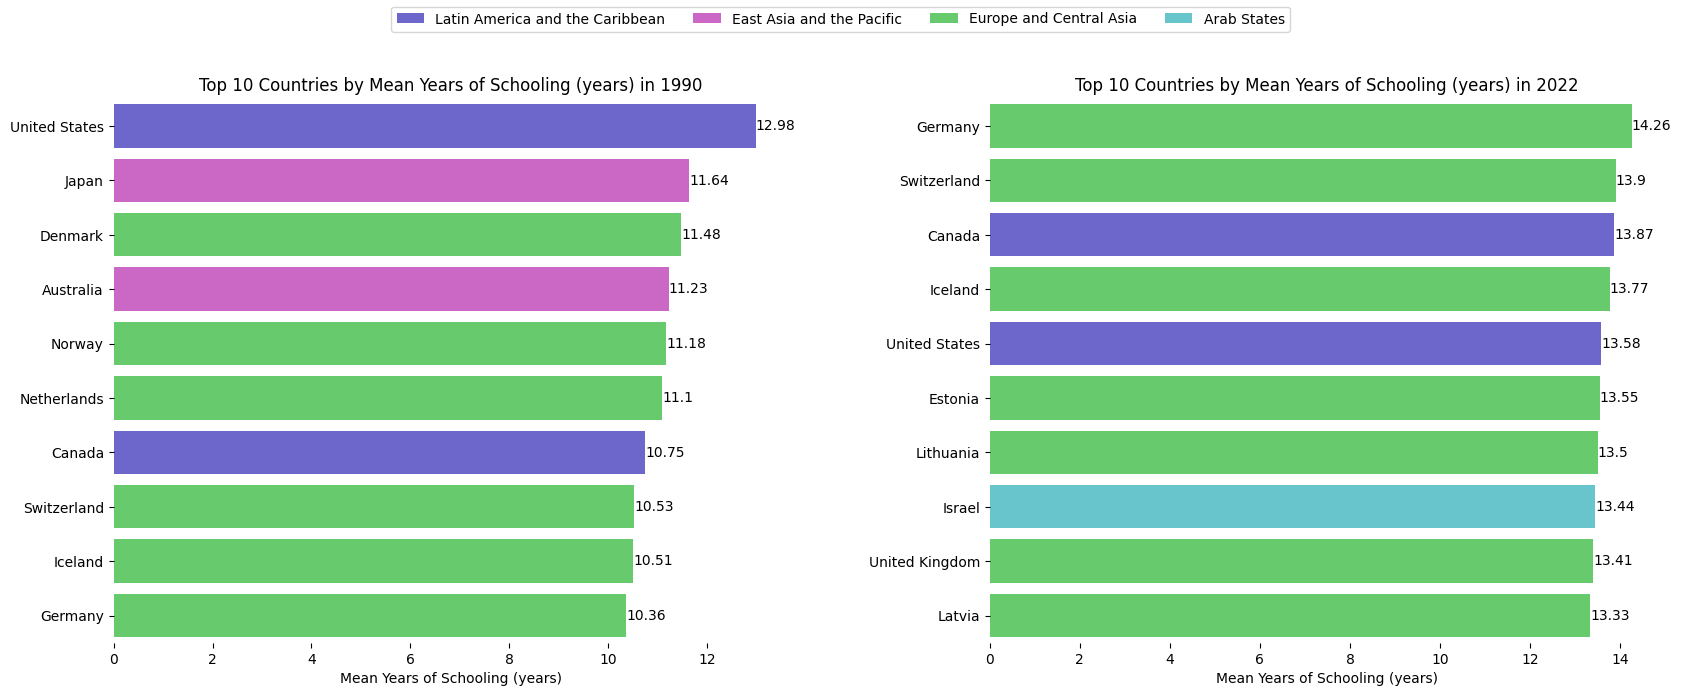 Latin America and the Caribbean East Asia and the Pacific Europe and Central Asia Arab States
Top 10 Countries by Mean Years of Schooling (years) in 1990
United States 12.98
Japan 11.64
Denmark 11.48
Australia 11.23
Norway 11.18
Netherlands 11.1
Canada 10.75
Switzerland 10.53
Iceland 10.51
Germany 10.36
0 2 4 6 8 10 12
Mean Years of Schooling (years)
Top 10 Countries by Mean Years of Schooling (years) in 2022
Germany 14.26
Switzerland 13.9
Canada 13.87
Iceland 13.77
United States 13.58
Estonia 13.55
Lithuania 13.5
Israel 13.44
United Kingdom 13.41
Latvia 13.33
0 2 4 6 8 10 12 14
Mean Years of Schooling (years)